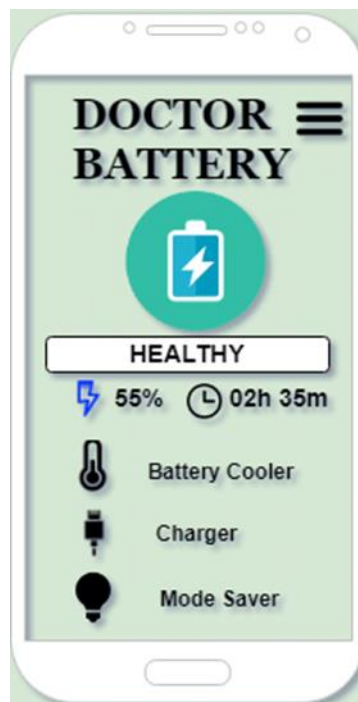 DOCTOR
BATTERY
HEALTHY
55% 02h 35m
Battery Cooler
Charger
Mode Saver